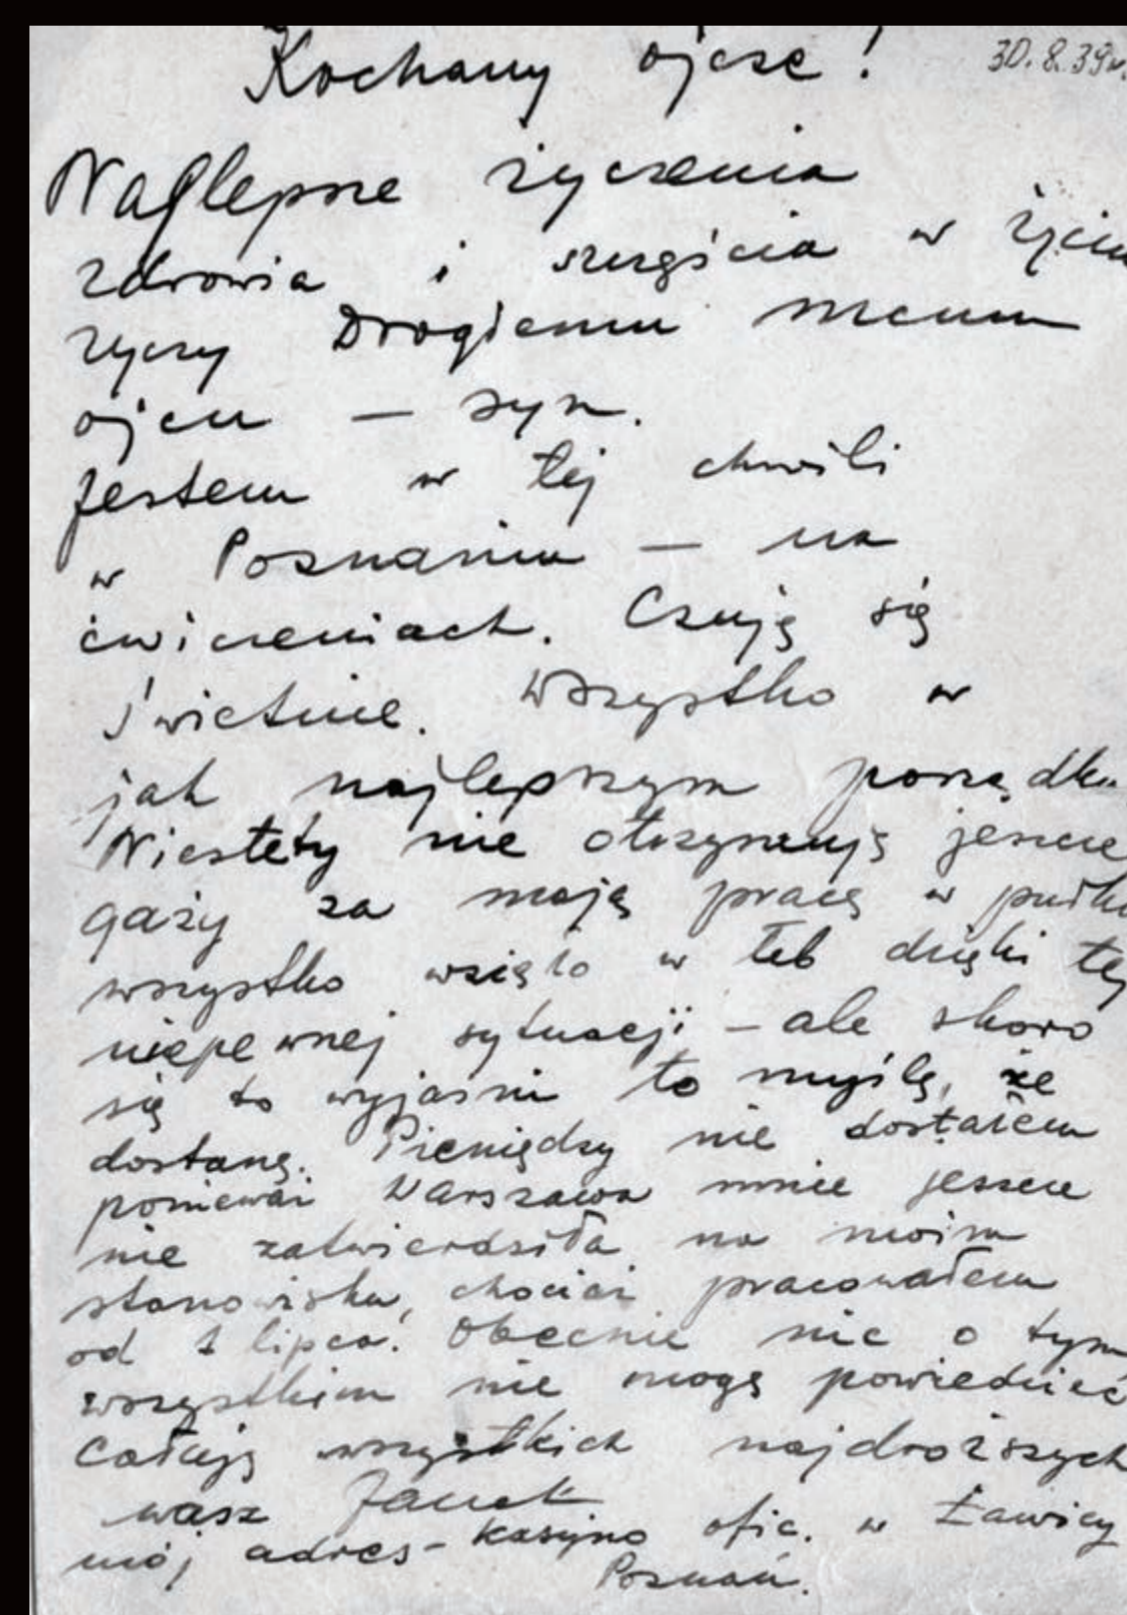 Kochany ojcze! 30.8.39r.
Najlepsze życzenia
zdrowia i szczęścia w życiu
życzy Drogiemu memu
ojcu – syn.
Jestem w tej chwili
w Poznaniu – na
ćwiczeniach. Czuję się
świetnie. Wszystko w
jak najlepszym porządku
Niestety nie otrzymuję jeszcze
gaży za moją pracę w pułku
wszystko wzięło w łeb dzięki tej
niepewnej sytuacji – ale skoro
się to wyjaśni to myślę, że
dostanę. Pieniędzy nie dostałem
ponieważ Warszawa mnie jeszcze
nie zatwierdziła na moim
stanowisku, chociaż pracowałem
od 1 lipca. Obecnie nic o tym
wszystkim nie mogę powiedzieć
Całuję wszystkich najdroższych
wasz Janek
mój adres – kasyno ofic. w Ławicy
Poznań.